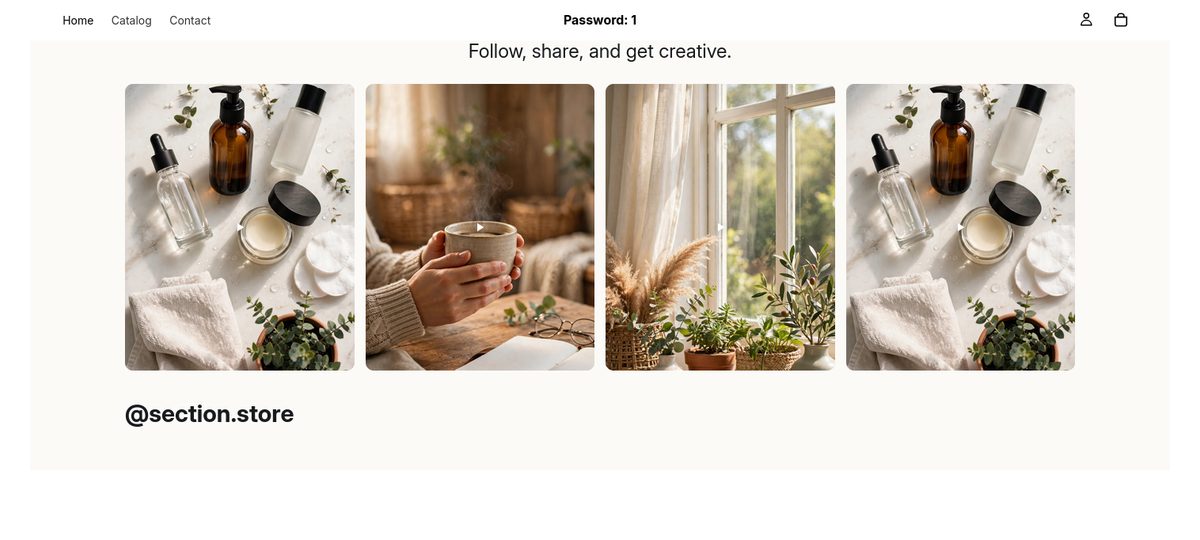 Home Catalog Contact Password: 1
Follow, share, and get creative.
@section.store